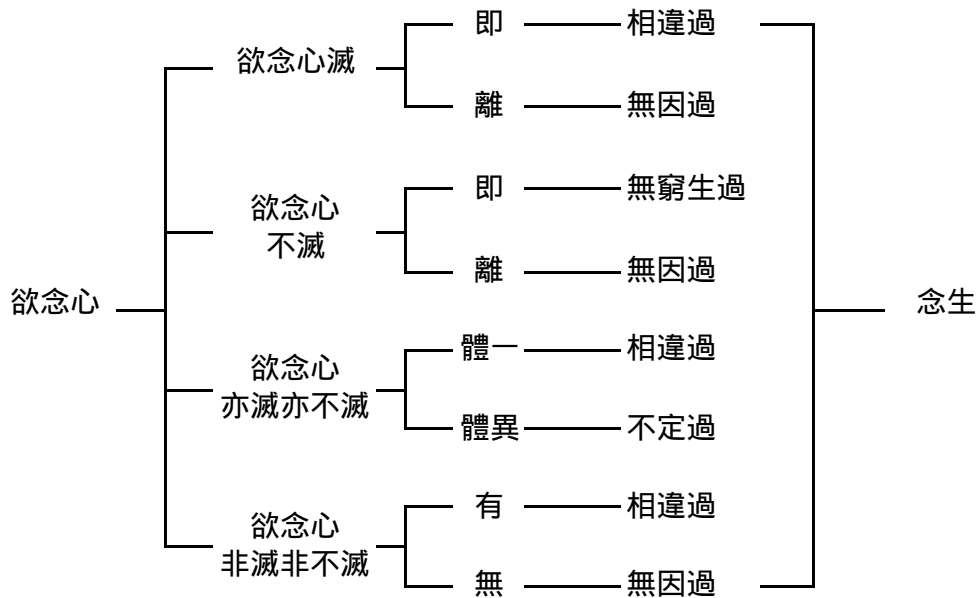 欲念心
欲念心滅
即
相違過
離
無因過
欲念心
不滅
即
無窮生過
離
無因過
欲念心
亦滅亦不滅
體一
相違過
體異
不定過
欲念心
非滅非不滅
有
相違過
無
無因過
念生